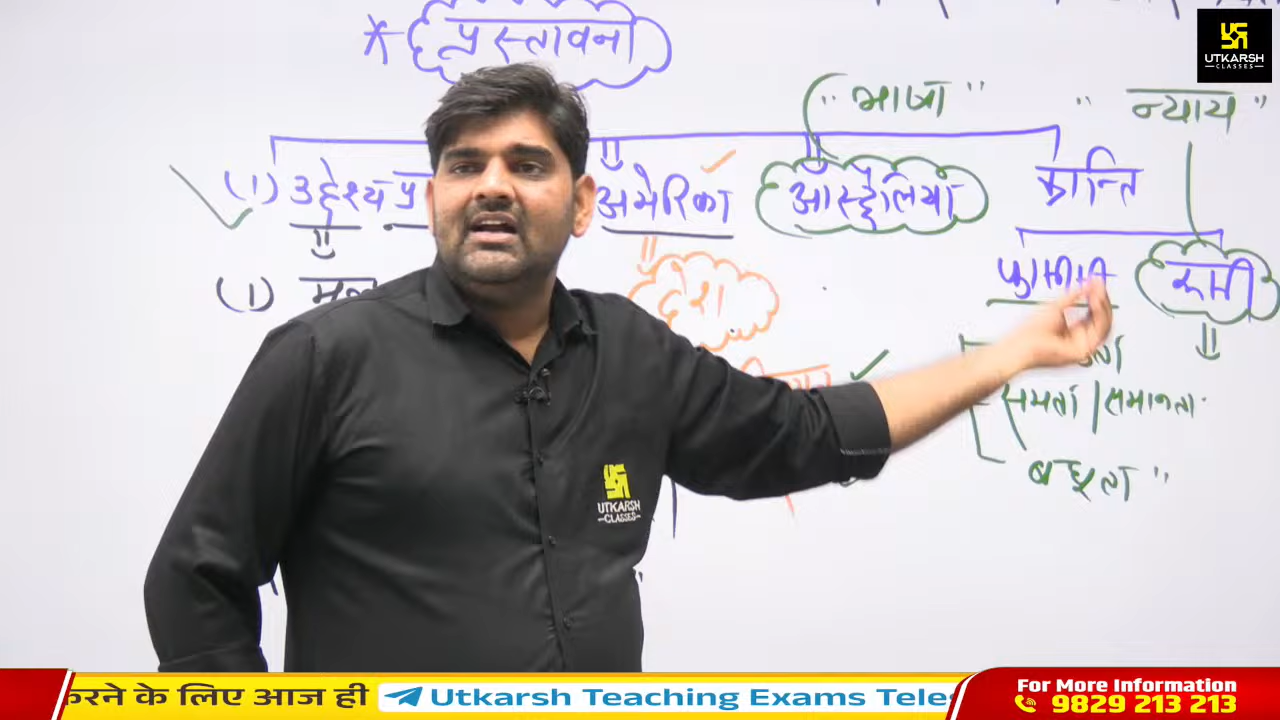 * प्रस्तावना
UTKARSH
CLASSES
" भाषा "
" न्याय "
(1) उद्देश्य प्र
अमेरिका
आस्ट्रेलिया
क्रान्ति
रूसी
देश
(1) मूल
समता / समानता
बन्धुता "
UTKARSH
CLASSES
करने के लिए आज ही
Utkarsh Teaching Exams Tele
For More Information
9829 213 213